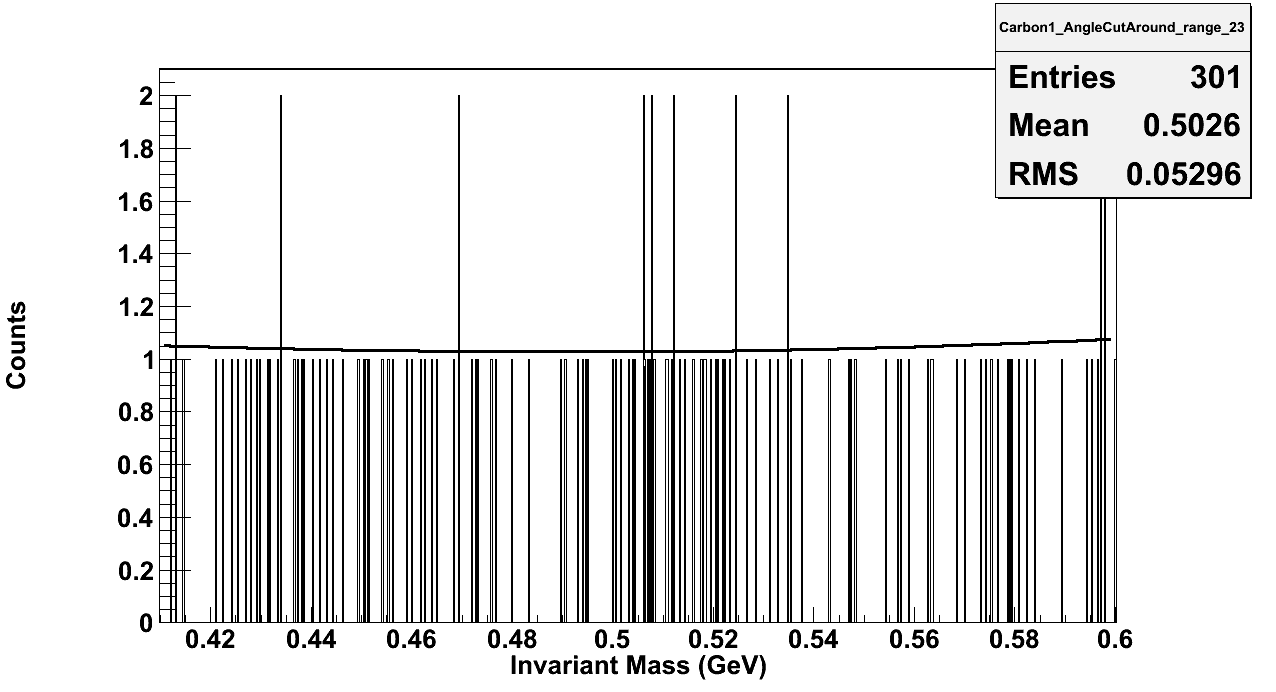 Carbon1_AngleCutAround_range_23
Entries 301
Mean 0.5026
RMS 0.05296
Counts
2
1.8
1.6
1.4
1.2
1
0.8
0.6
0.4
0.2
0
0.42 0.44 0.46 0.48 0.5 0.52 0.54 0.56 0.58 0.6
Invariant Mass (GeV)